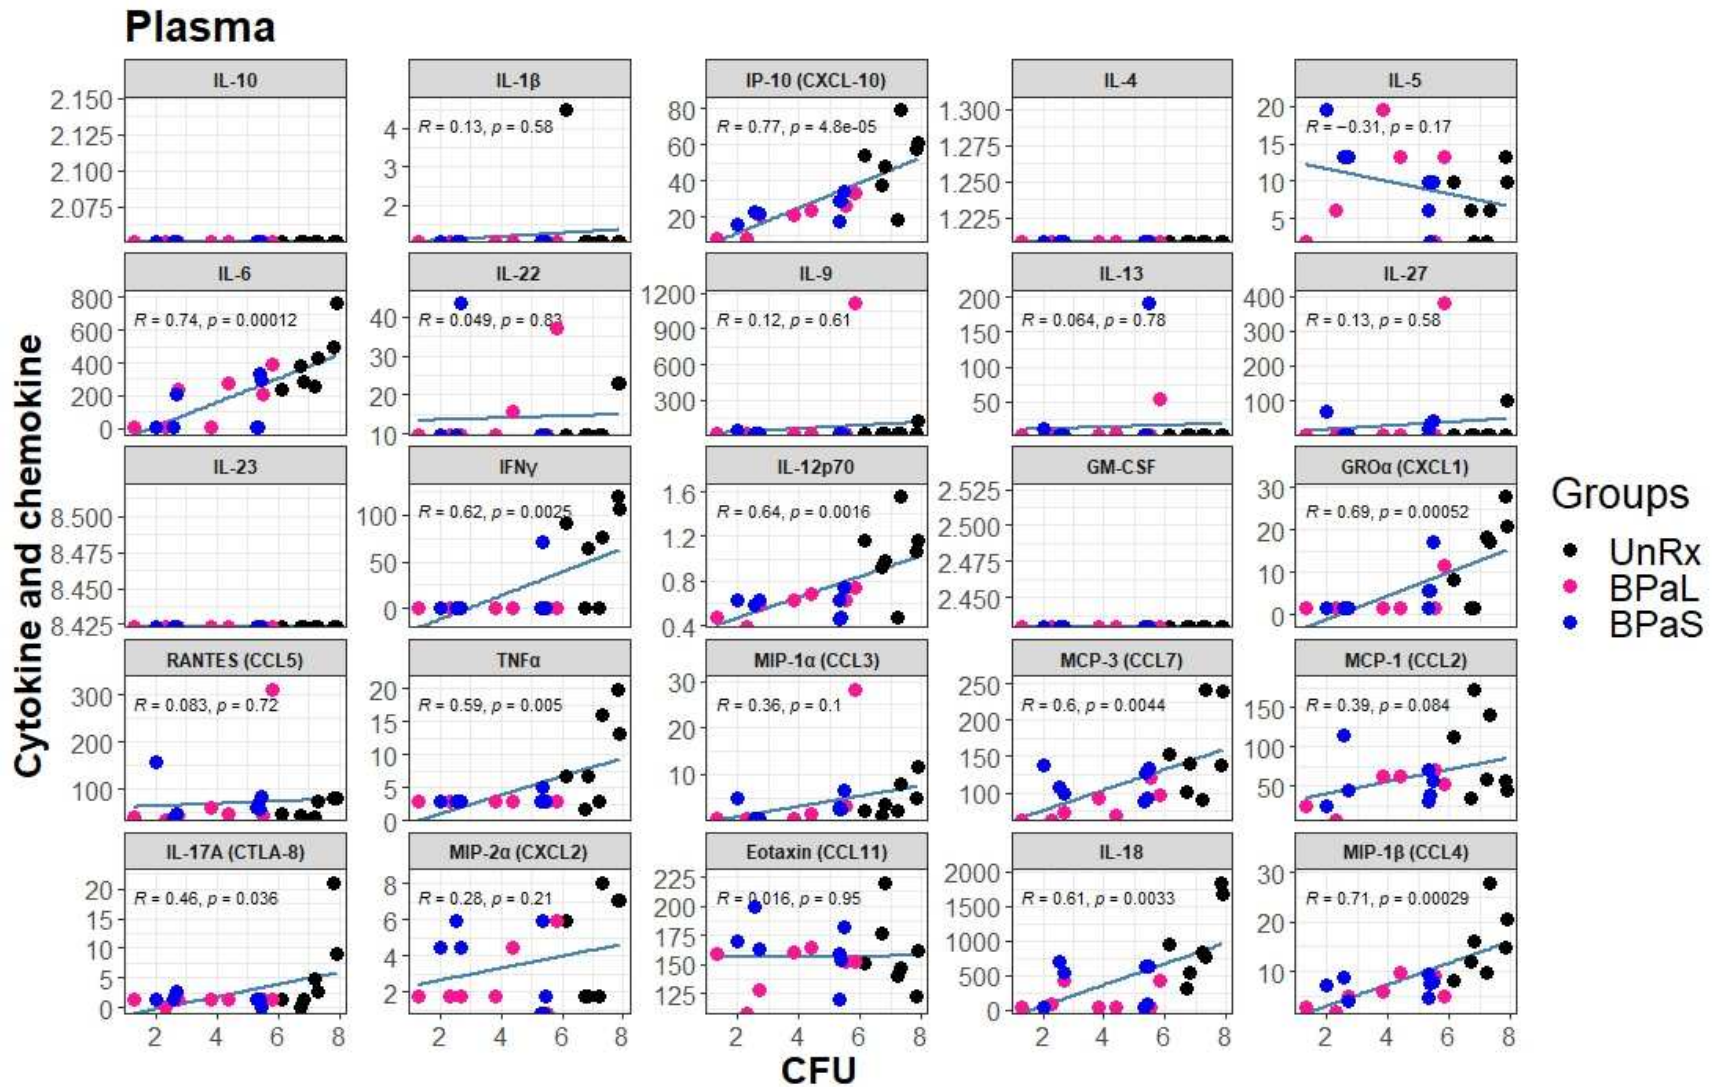 Plasma
IL-10
IL-1β
IP-10 (CXCL-10)
IL-4
IL-5
2.150
2.125
2.100
2.075
4
3
2
R = 0.13, p = 0.58
80
60
40
20
R = 0.77, p = 4.8e-05
1.300
1.275
1.250
1.225
20
15
10
5
R = −0.31, p = 0.17
IL-6
IL-22
IL-9
IL-13
IL-27
800
600
400
200
0
R = 0.74, p = 0.00012
40
30
20
10
R = 0.049, p = 0.83
1200
900
600
300
R = 0.12, p = 0.61
200
150
100
50
R = 0.064, p = 0.78
400
300
200
100
R = 0.13, p = 0.58
IL-23
IFNγ
IL-12p70
GM-CSF
GROα (CXCL1)
8.500
8.475
8.450
8.425
100
50
0
R = 0.62, p = 0.0025
1.6
1.2
0.8
0.4
R = 0.64, p = 0.0016
2.525
2.500
2.475
2.450
30
20
10
0
R = 0.69, p = 0.00052
RANTES (CCL5)
TNFα
MIP-1α (CCL3)
MCP-3 (CCL7)
MCP-1 (CCL2)
300
200
100
R = 0.083, p = 0.72
20
15
10
5
0
R = 0.59, p = 0.005
30
20
10
R = 0.36, p = 0.1
250
200
150
100
R = 0.6, p = 0.0044
150
100
50
R = 0.39, p = 0.084
IL-17A (CTLA-8)
MIP-2α (CXCL2)
Eotaxin (CCL11)
IL-18
MIP-1β (CCL4)
20
15
10
5
0
R = 0.46, p = 0.036
8
6
4
2
R = 0.28, p = 0.21
225
200
175
150
125
R = 0.016, p = 0.95
2000
1500
1000
500
0
R = 0.61, p = 0.0033
30
20
10
R = 0.71, p = 0.00029
2 4 6 8
2 4 6 8
2 4 6 8
2 4 6 8
2 4 6 8
CFU
Cytokine and chemokine
Groups
UnRx
BPaL
BPaS